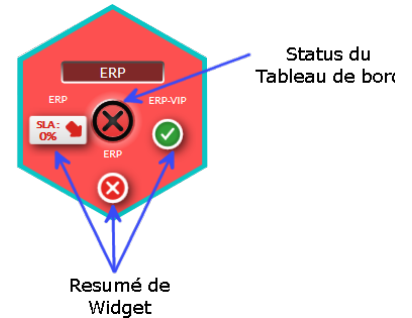 ERP
Status du
Tableau de bord
ERP
ERP-VIP
SLA:
0%
ERP
Resumé de
Widget